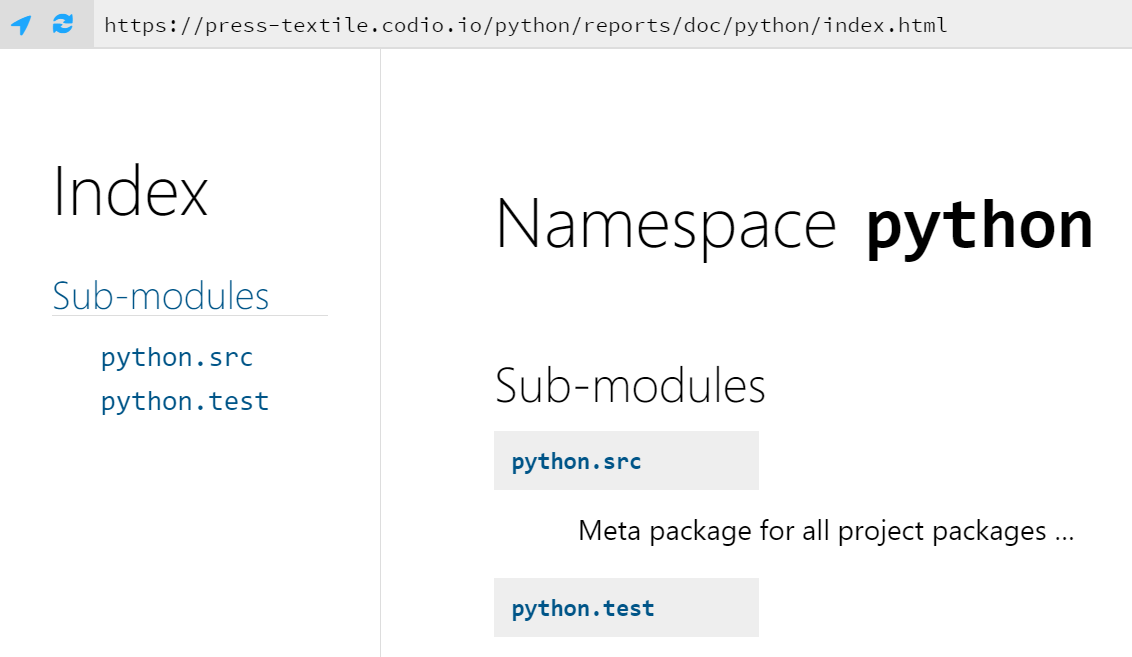 https://press-textile.codio.io/python/reports/doc/python/index.html
Index
Sub-modules
python.src
python.test
Namespace python
Sub-modules
python.src
Meta package for all project packages …
python.test